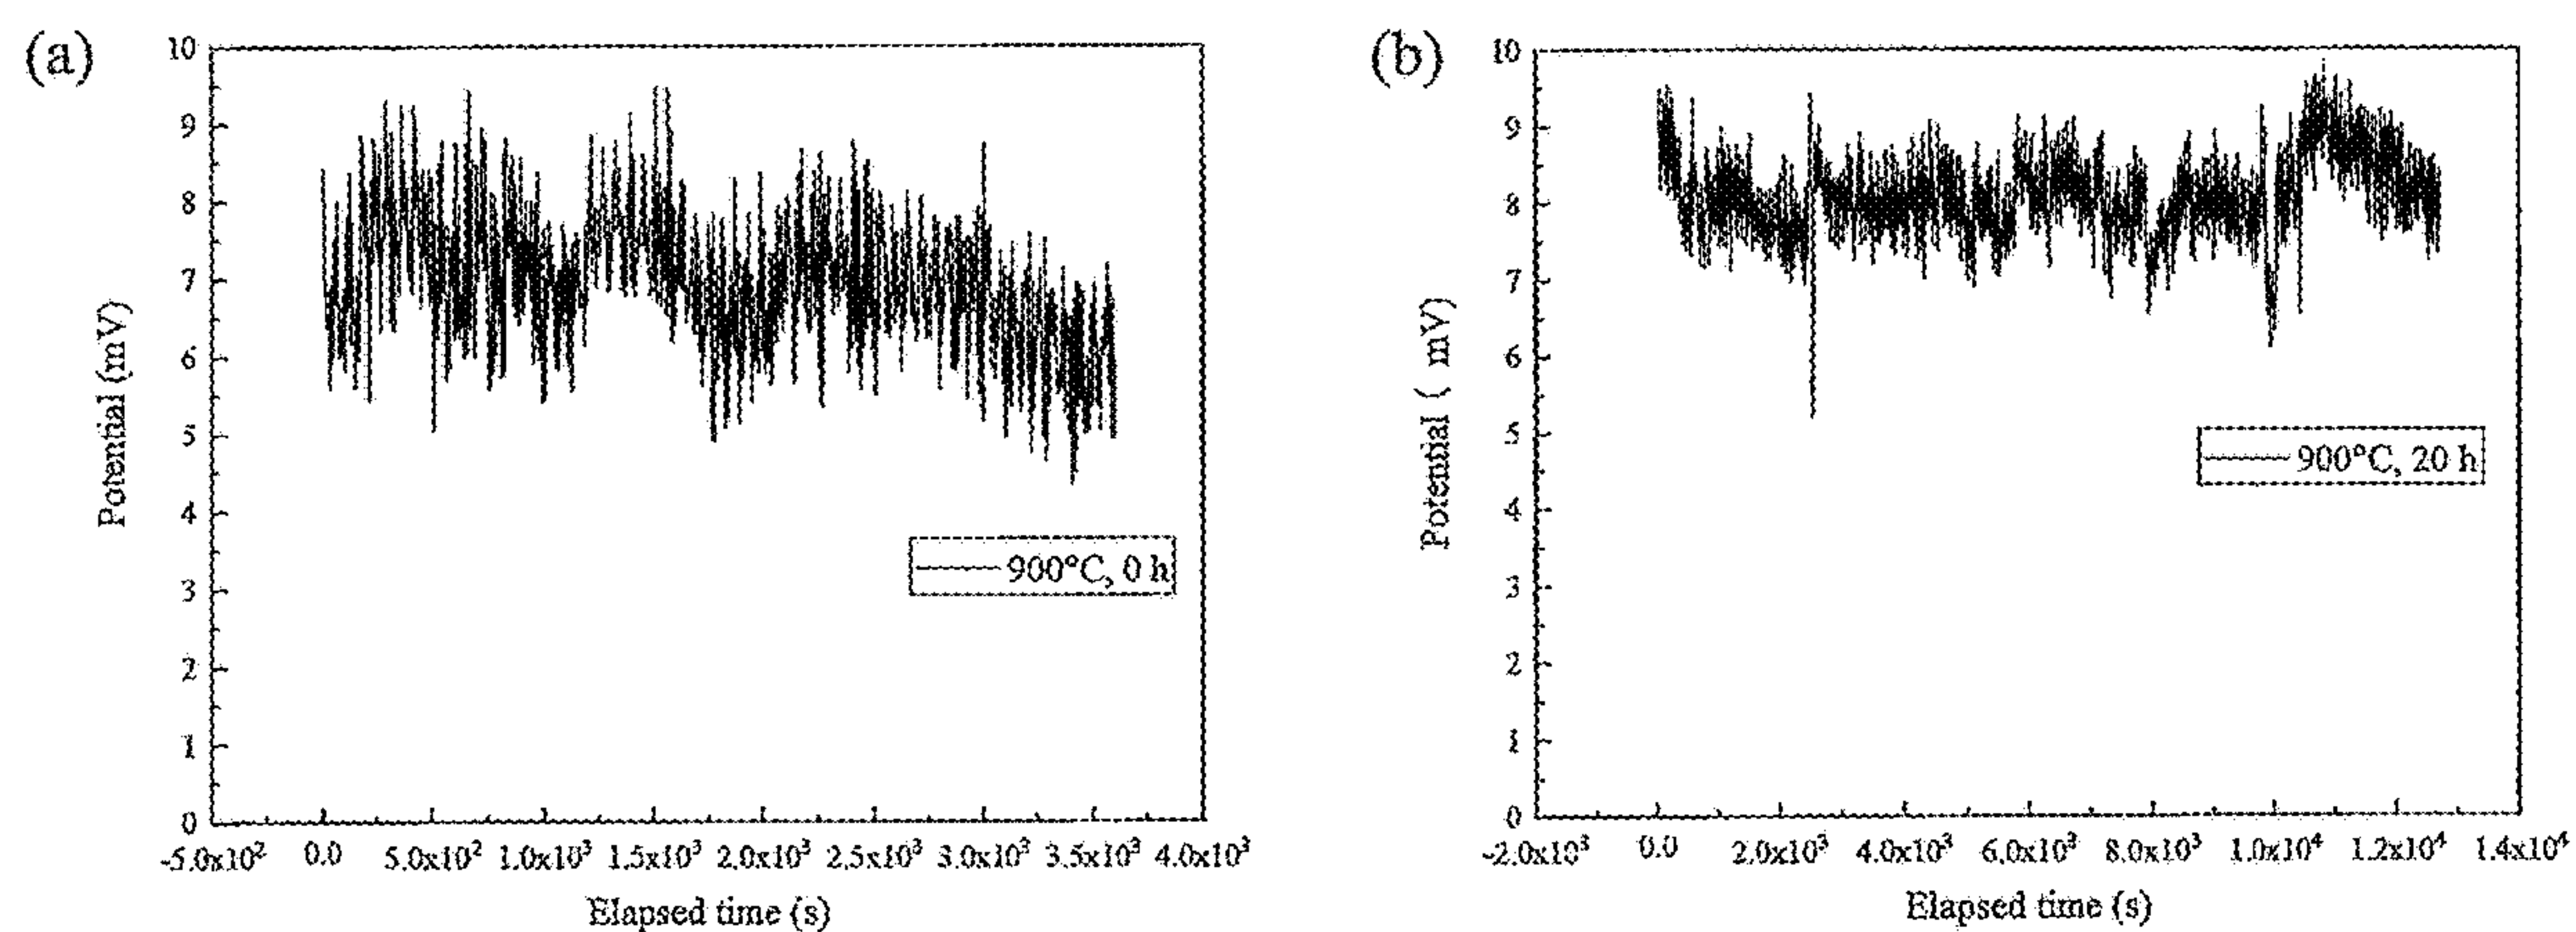 (a)
10
9
8
7
6
5
4
3
2
1
0
Potential (mV)
900°C, 0 h
-5.0x10² 0.0 5.0x10² 1.0x10³ 1.5x10³ 2.0x10³ 2.5x10³ 3.0x10³ 3.5x10³ 4.0x10³
Elapsed time (s)
(b)
10
9
8
7
6
5
4
3
2
1
0
Potential ( mV)
900°C, 20 h
-2.0x10³ 0.0 2.0x10³ 4.0x10³ 6.0x10³ 8.0x10³ 1.0x10⁴ 1.2x10⁴ 1.4x10⁴
Elapsed time (s)